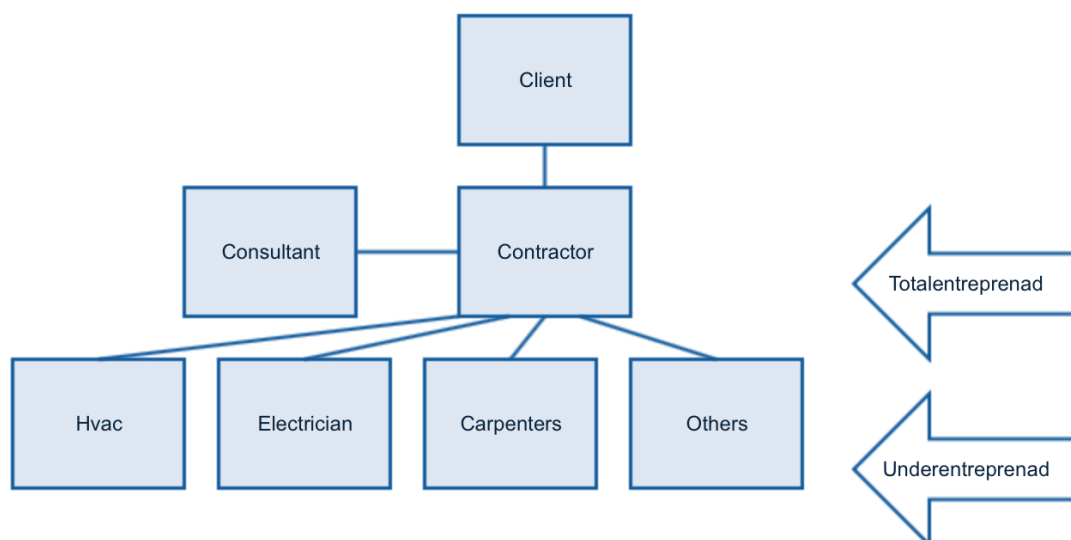 Client
Consultant
Contractor
Totalentreprenad
Hvac
Electrician
Carpenters
Others
Underentreprenad